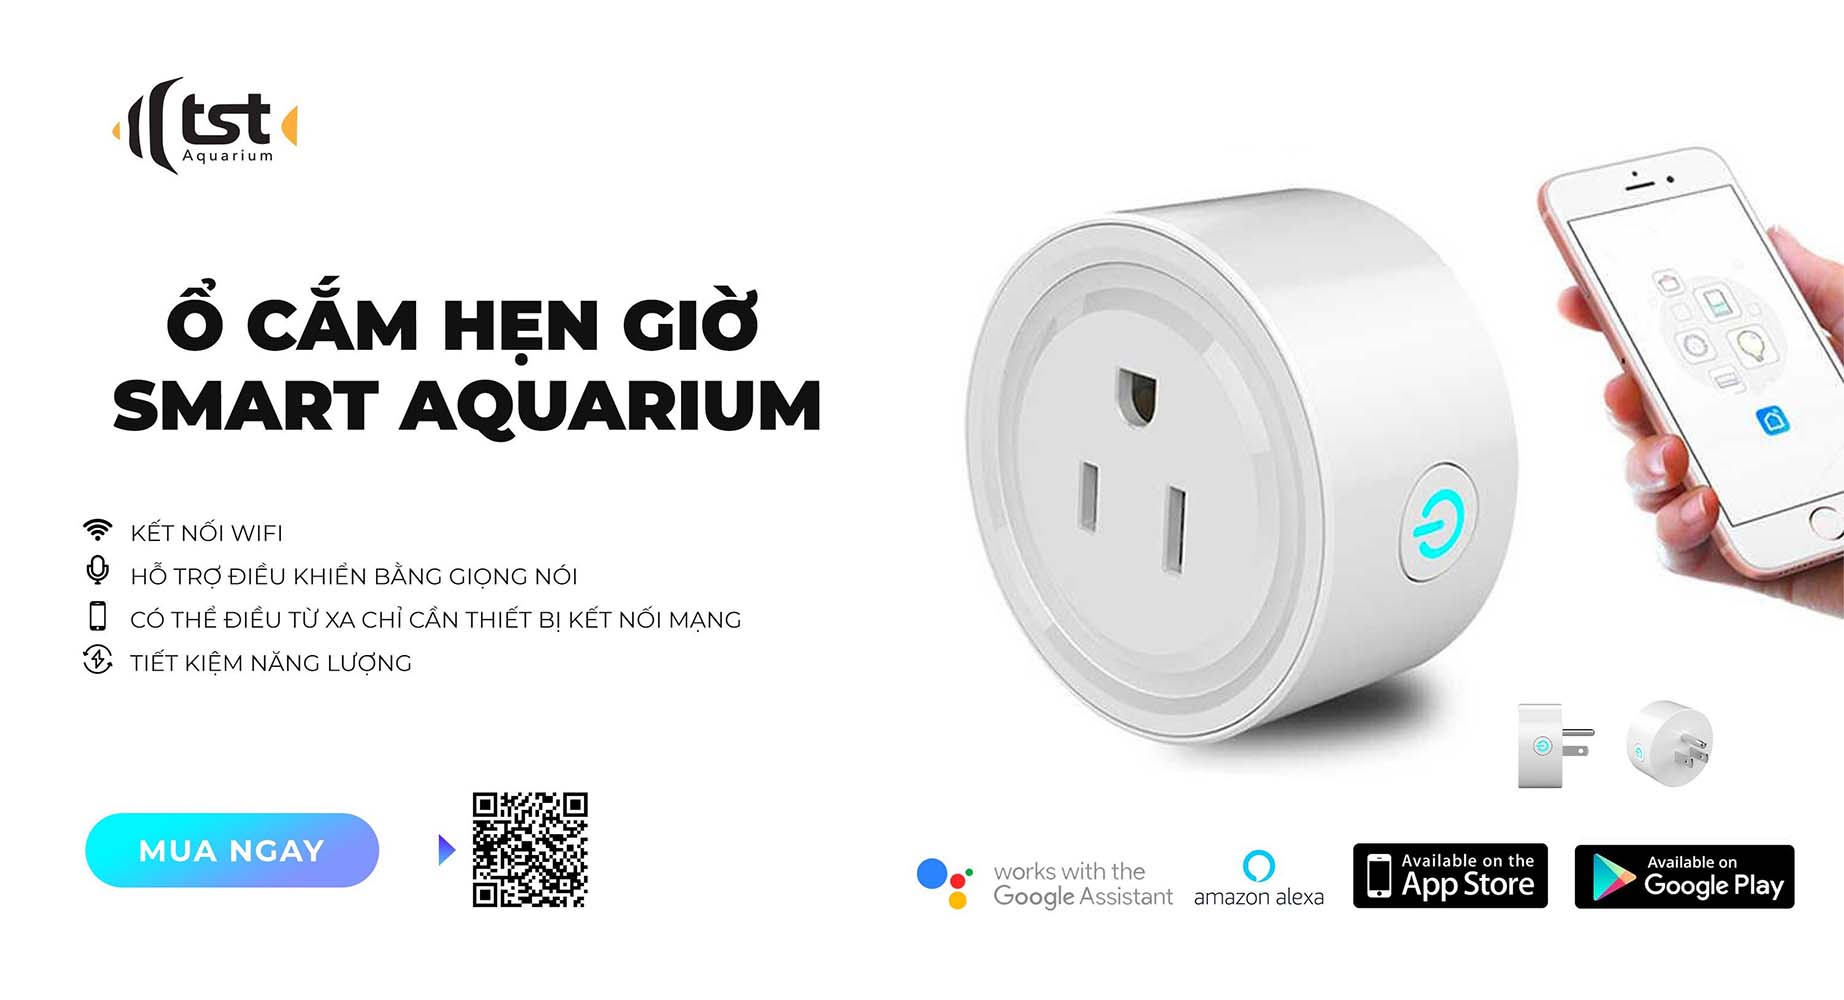 tst
Aquarium
Ổ CẮM HẸN GIỜ
SMART AQUARIUM
KẾT NỐI WIFI
HỖ TRỢ ĐIỀU KHIỂN BẰNG GIỌNG NÓI
CÓ THỂ ĐIỀU TỪ XA CHỈ CẦN THIẾT BỊ KẾT NỐI MẠNG
TIẾT KIỆM NĂNG LƯỢNG
MUA NGAY
works with the
Google Assistant
amazon alexa
Available on the
App Store
Available on
Google Play